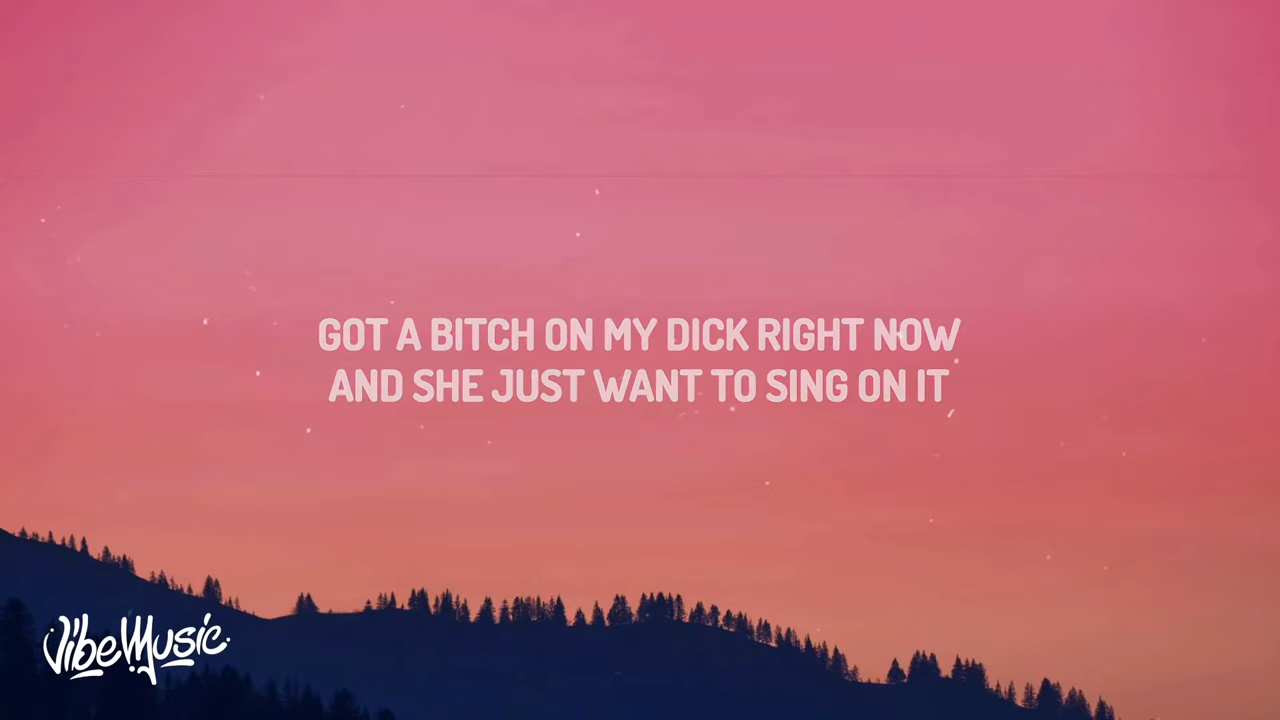 GOT A BITCH ON MY DICK RIGHT NOW
AND SHE JUST WANT TO SING ON IT
VibeMusic